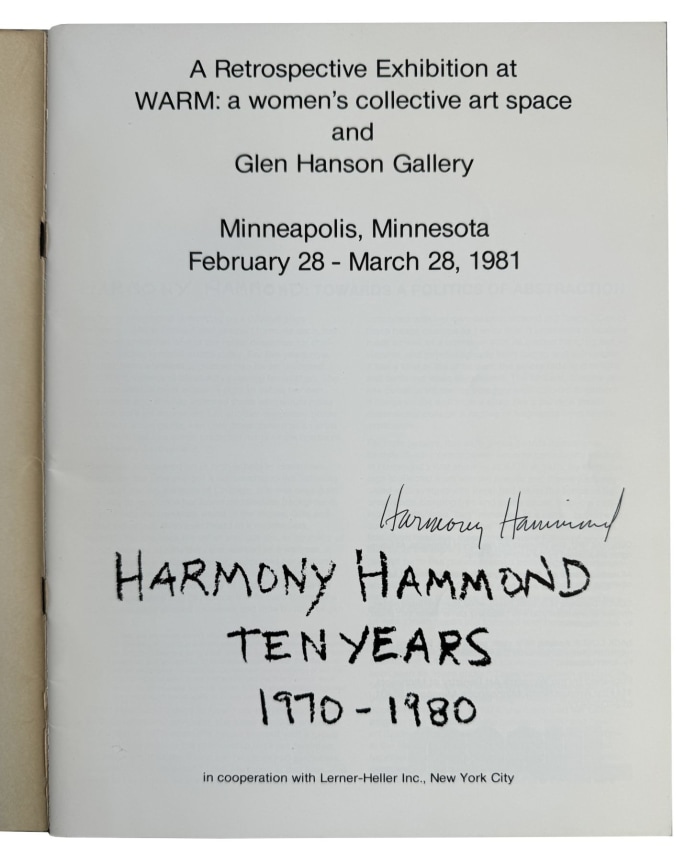 A Retrospective Exhibition at
WARM: a women's collective art space
and
Glen Hanson Gallery
Minneapolis, Minnesota
February 28 - March 28, 1981
Harmony Hammond
HARMONY HAMMOND
TEN YEARS
1970 - 1980
in cooperation with Lerner-Heller Inc., New York City